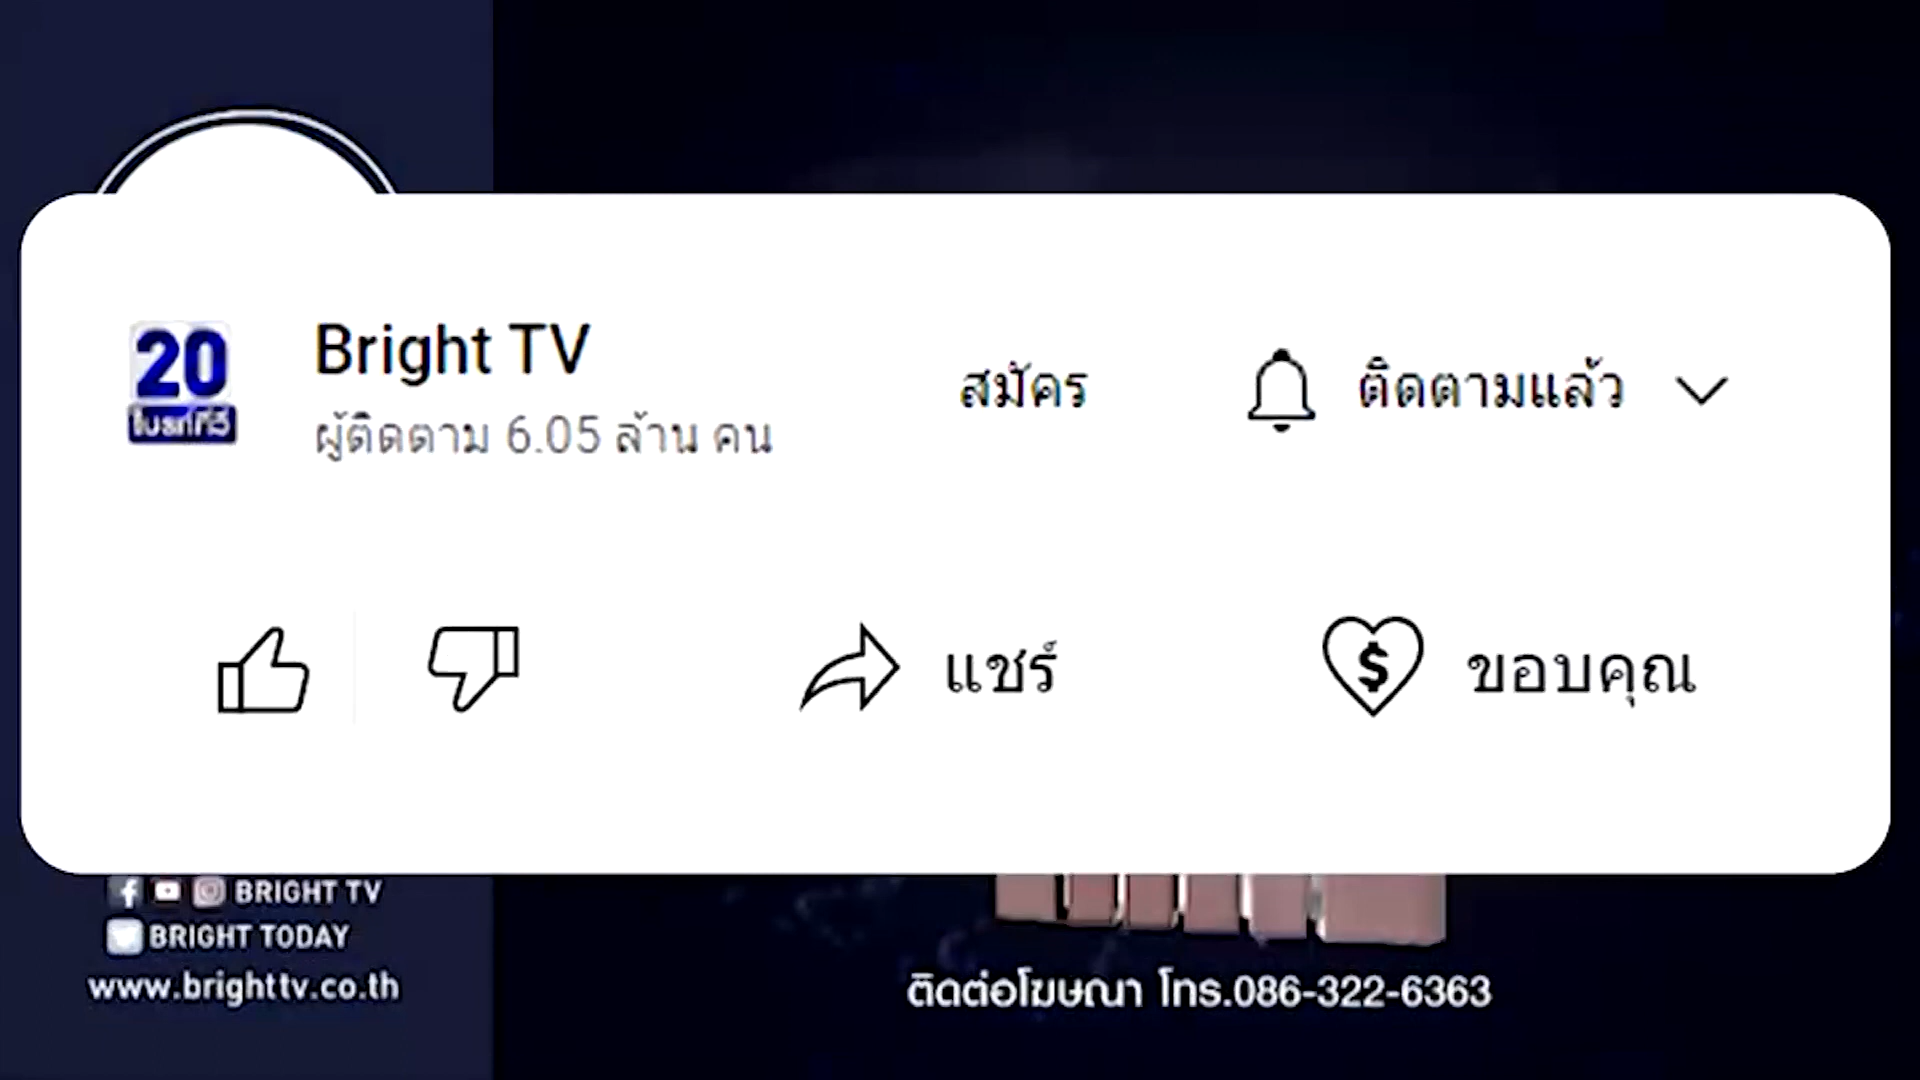 20
ไบรท์ทีวี
Bright TV
ผู้ติดตาม 6.05 ล้าน คน
สมัคร
ติดตามแล้ว
แชร์
$ ขอบคุณ
BRIGHT TV
BRIGHT TODAY
www.brighttv.co.th
ติดต่อโฆษณา โทร.086-322-6363